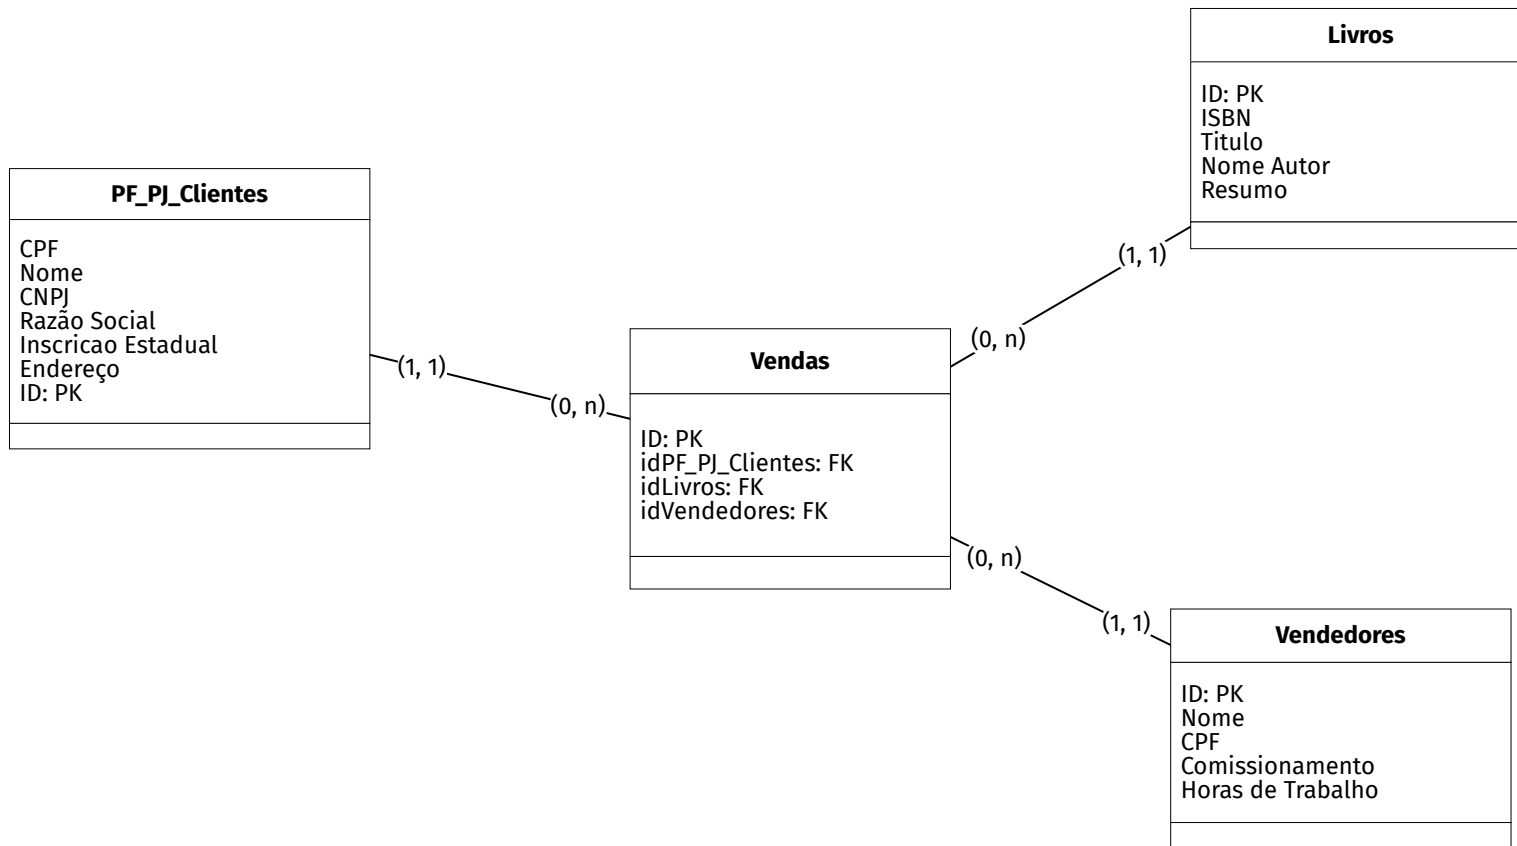 Livros
ID: PK
ISBN
Titulo
Nome Autor
Resumo
PF_PJ_Clientes
CPF
Nome
CNPJ
Razão Social
Inscricao Estadual
Endereço
ID: PK
(1, 1)
(0, n)
Vendas
ID: PK
idPF_PJ_Clientes: FK
idLivros: FK
idVendedores: FK
(0, n)
(1, 1)
(0, n)
(1, 1)
Vendedores
ID: PK
Nome
CPF
Comissionamento
Horas de Trabalho